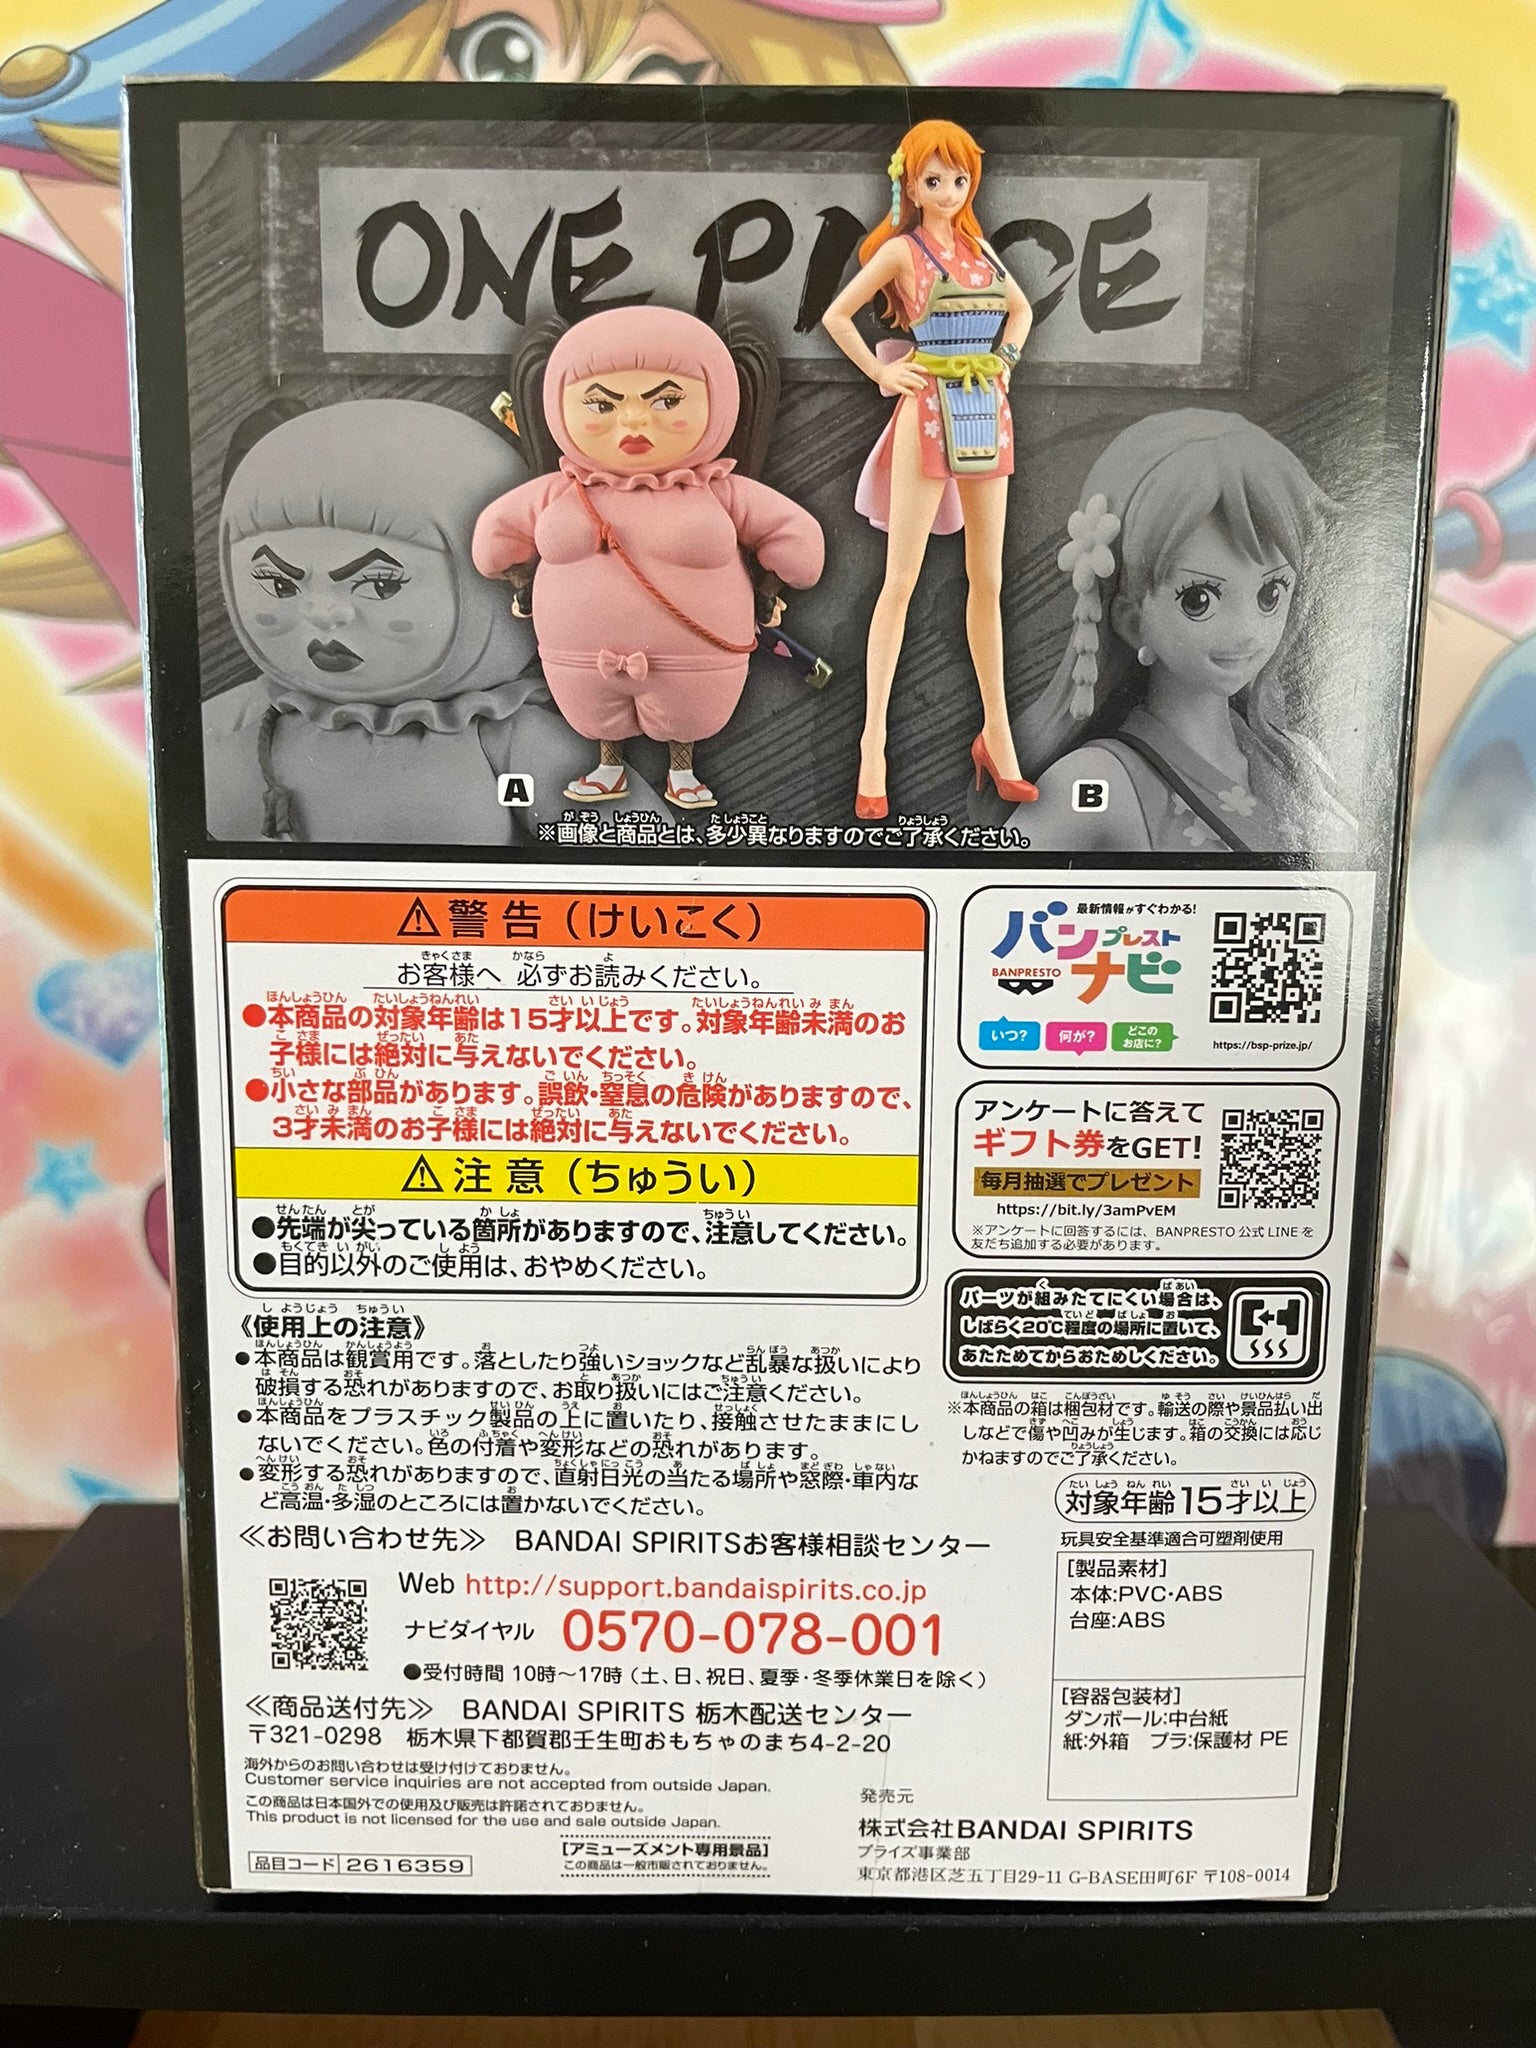 ONE PIECE
A
B
※画像と商品とは、多少異なりますのでご了承ください。
⚠警告(けいこく)
お客様へ 必ずお読みください。
●本商品の対象年齢は15才以上です。対象年齢未満のお
子様には絶対に与えないでください。
●小さな部品があります。誤飲・窒息の危険がありますので、
3才未満のお子様には絶対に与えないでください。
⚠注意(ちゅうい)
●先端が尖っている箇所がありますので、注意してください。
●目的以外のご使用は、おやめください。
《使用上の注意》
●本商品は観賞用です。落としたり強いショックなど乱暴な扱いにより
破損する恐れがありますので、お取り扱いにはご注意ください。
●本商品をプラスチック製品の上に置いたり、接触させたままにし
ないでください。色の付着や変形などの恐れがあります。
●変形する恐れがありますので、直射日光の当たる場所や窓際・車内な
ど高温・多湿のところには置かないでください。
≪お問い合わせ先≫ BANDAI SPIRITSお客様相談センター
Web http://support.bandaispirits.co.jp
ナビダイヤル 0570-078-001
●受付時間 10時〜17時(土、日、祝日、夏季・冬季休業日を除く)
≪商品送付先≫ BANDAI SPIRITS 栃木配送センター
〒321-0298 栃木県下都賀郡壬生町おもちゃのまち4-2-20
海外からのお問い合わせは受け付けておりません。
Customer service inquiries are not accepted from outside Japan.
この商品は日本国外での使用及び販売は許諾されておりません。
This product is not licensed for the use and sale outside Japan.
品目コード 2616359
[アミューズメント専用景品]
この商品は一般市販されておりません。
最新情報がすぐわかる!
バンプレストナビ
BANPRESTO
いつ? 何が? どこのお店に?
https://bsp-prize.jp/
アンケートに答えて
ギフト券をGET!
毎月抽選でプレゼント
https://bit.ly/3amPvEM
※アンケートに回答するには、BANPRESTO公式LINEを
友だち追加する必要があります。
パーツが組みたてにくい場合は、
しばらく20℃程度の場所に置いて、
あたためてからおためしください。
※本商品の箱は梱包材です。輸送の際や景品払い出
しなどで傷や凹みが生じます。箱の交換には応じ
かねますのでご了承ください。
対象年齢15才以上
玩具安全基準適合可塑剤使用
[製品素材]
本体:PVC・ABS
台座:ABS
[容器包装材]
ダンボール:中台紙
紙:外箱 プラ:保護材 PE
発売元
株式会社BANDAI SPIRITS
プライズ事業部
東京都港区芝五丁目29-11 G-BASE田町6F 〒108-0014